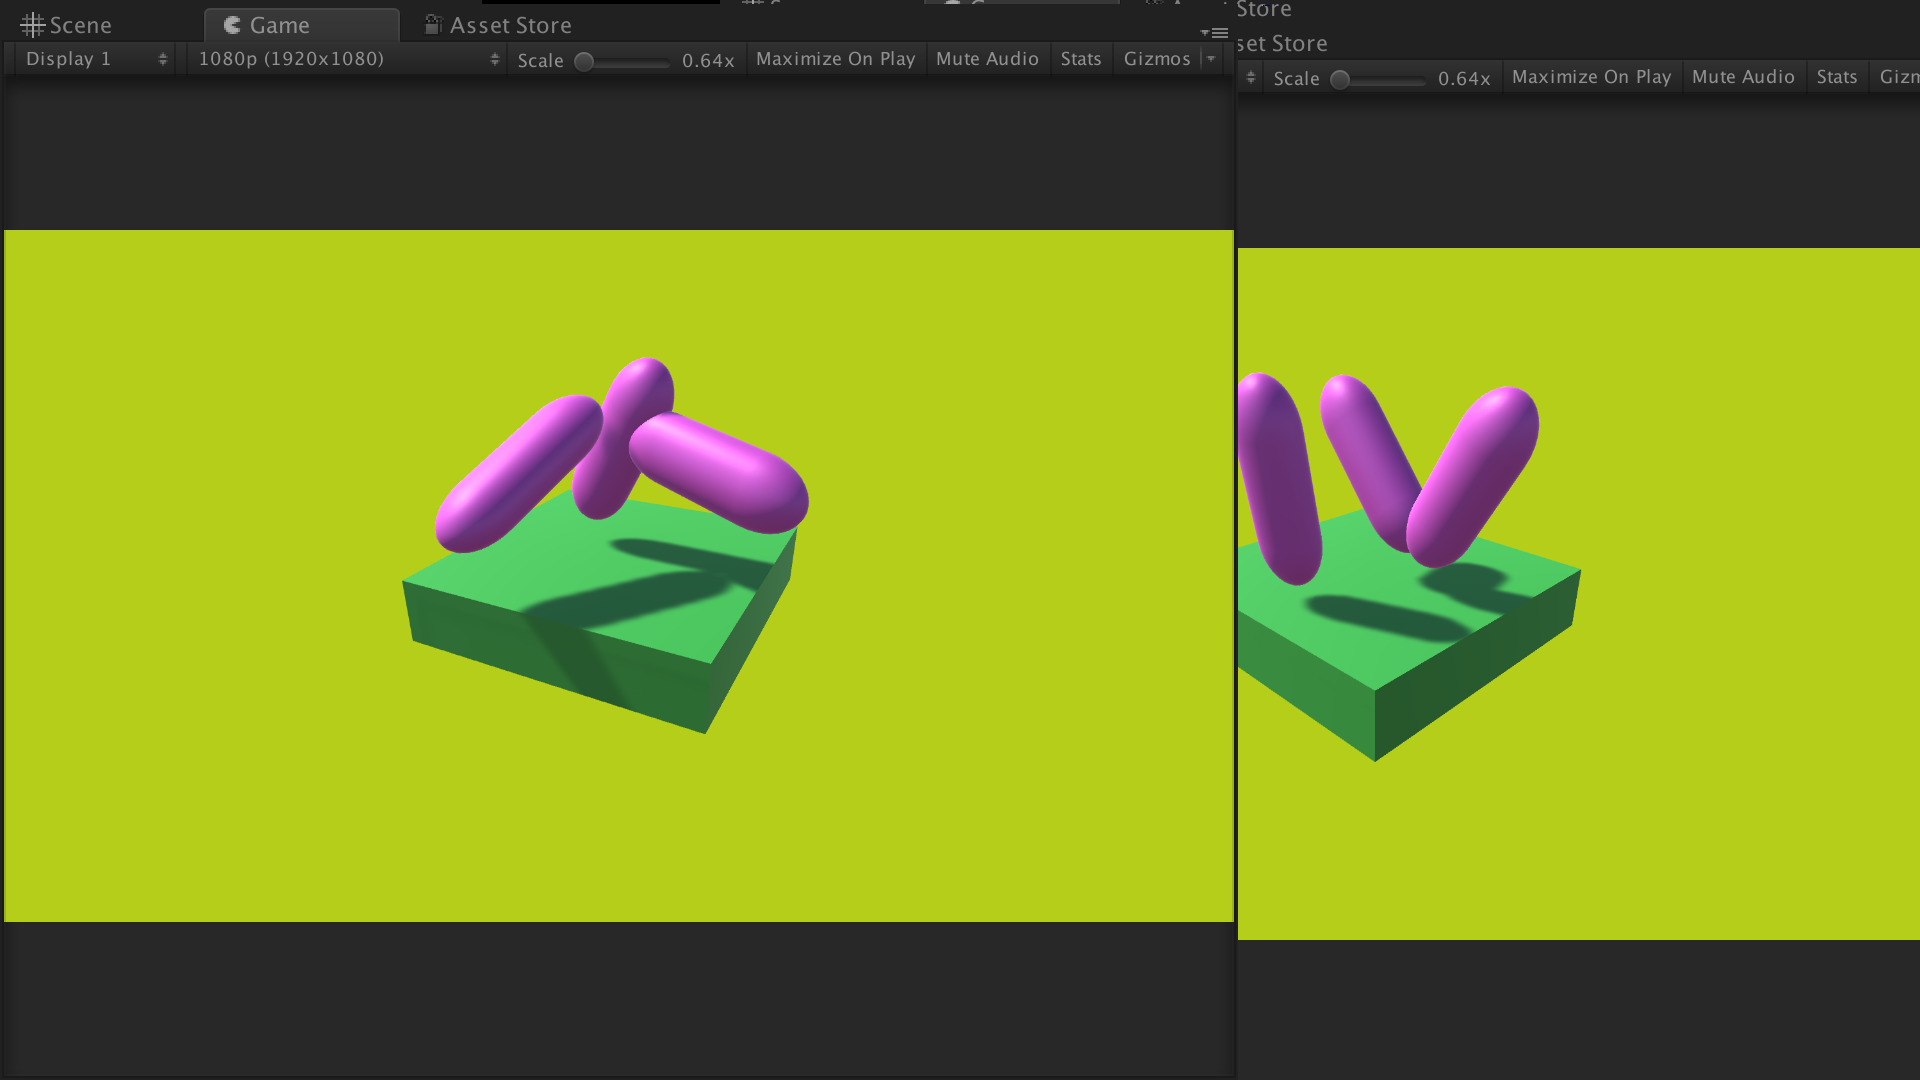 Store
Scene
Game
Asset Store
set Store
Display 1
1080p (1920x1080)
Scale
0.64x
Maximize On Play
Mute Audio
Stats
Gizmos
Scale
0.64x
Maximize On Play
Mute Audio
Stats
Gizm